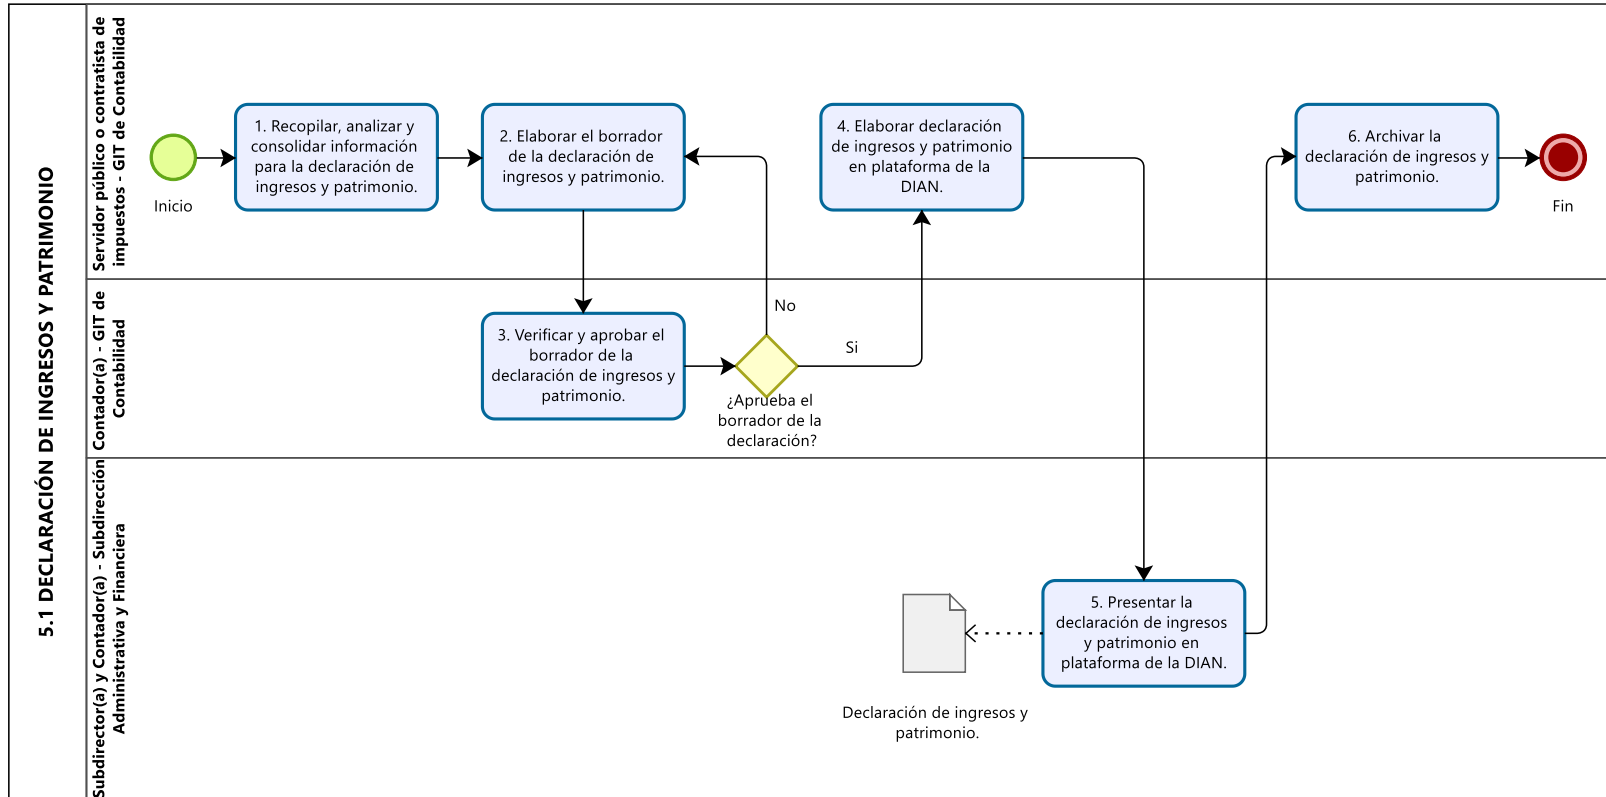 5.1 DECLARACIÓN DE INGRESOS Y PATRIMONIO
Servidor público o contratista de
impuestos - GIT de Contabilidad
Inicio
1. Recopilar, analizar y
consolidar información
para la declaración de
ingresos y patrimonio.
2. Elaborar el borrador
de la declaración de
ingresos y patrimonio.
4. Elaborar declaración
de ingresos y patrimonio
en plataforma de la
DIAN.
6. Archivar la
declaración de ingresos y
patrimonio.
Fin
Contador(a) - GIT de
Contabilidad
3. Verificar y aprobar el
borrador de la
declaración de ingresos y
patrimonio.
No
Si
¿Aprueba el
borrador de la
declaración?
Subdirector(a) y Contador(a) - Subdirección
Administrativa y Financiera
5. Presentar la
declaración de ingresos
y patrimonio en
plataforma de la DIAN.
Declaración de ingresos y
patrimonio.